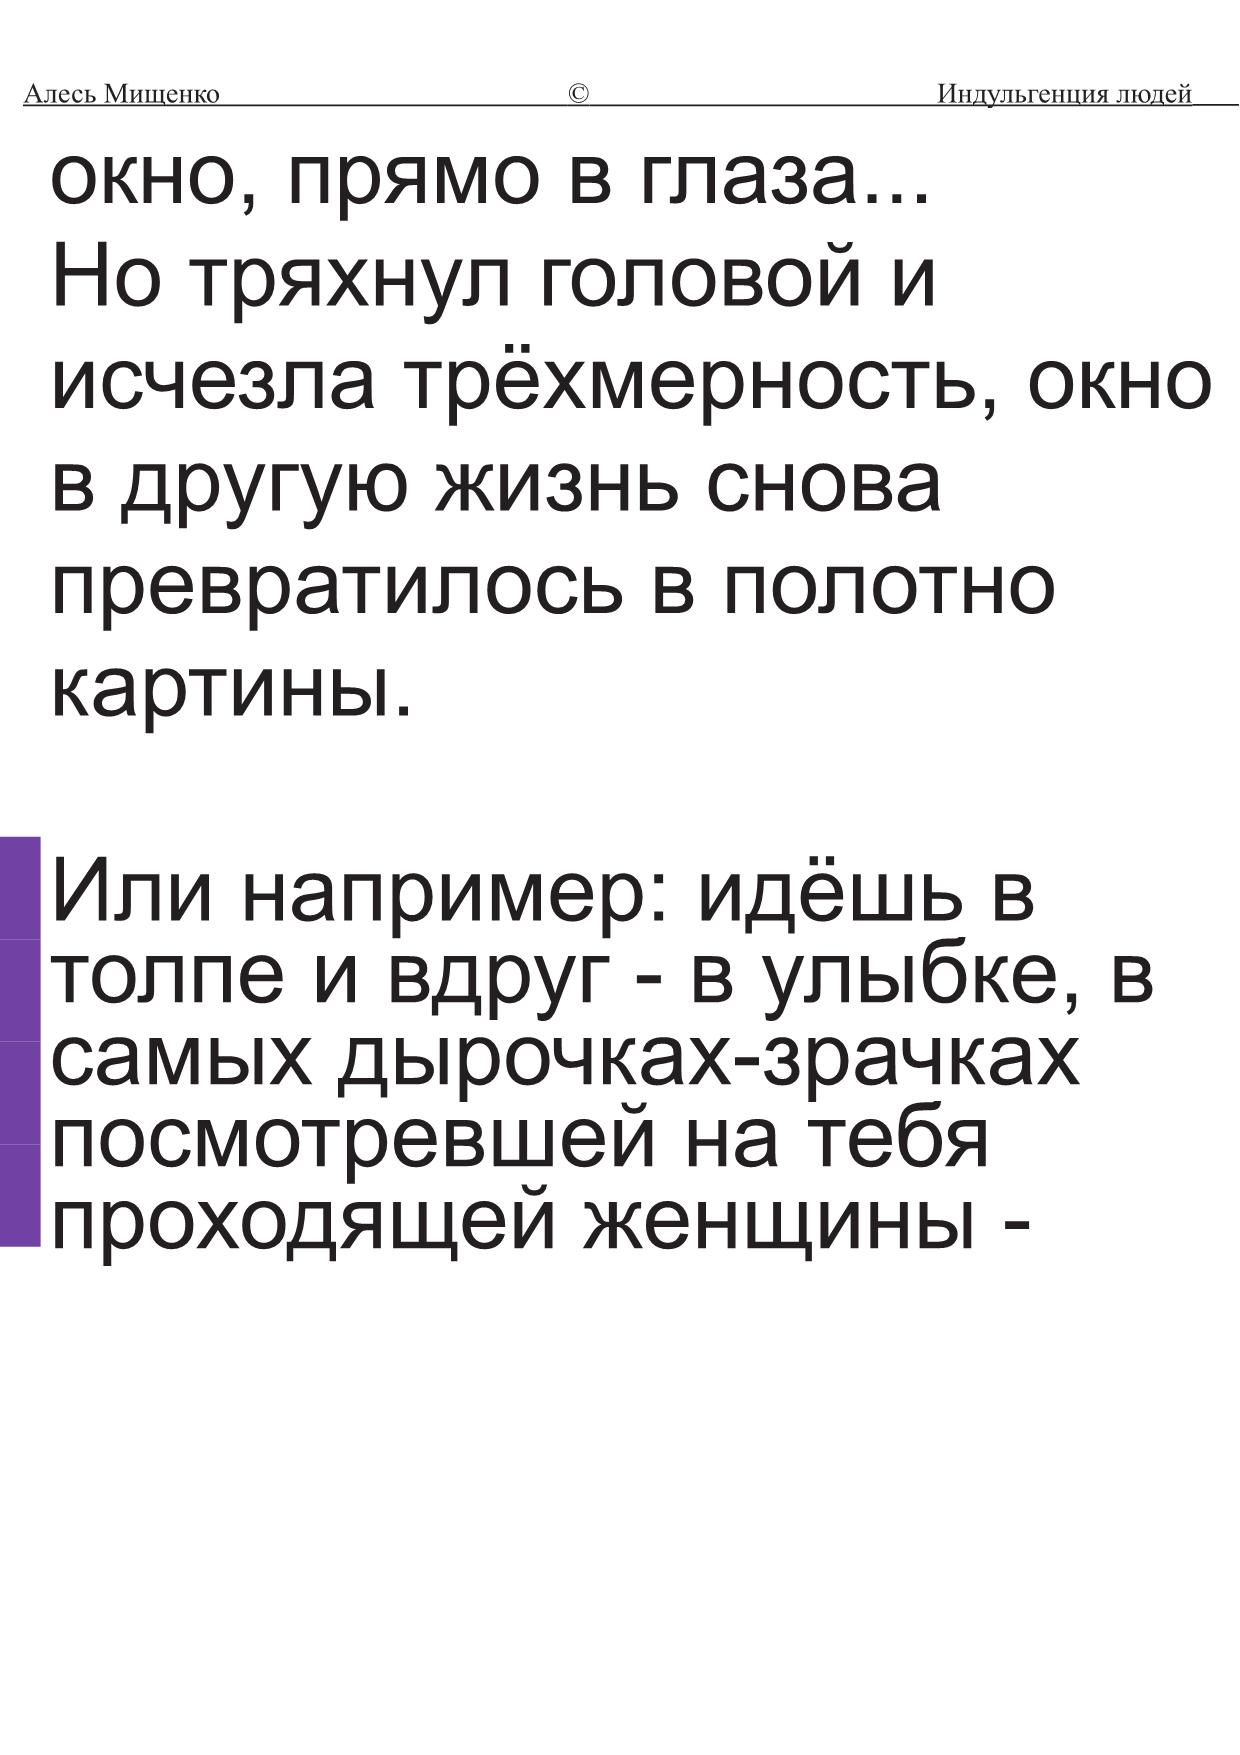 Алесь Мищенко © Индульгенция людей
окно, прямо в глаза...
Но тряхнул головой и
исчезла трёхмерность, окно
в другую жизнь снова
превратилось в полотно
картины.
Или например: идёшь в
толпе и вдруг - в улыбке, в
самых дырочках-зрачках
посмотревшей на тебя
проходящей женщины -